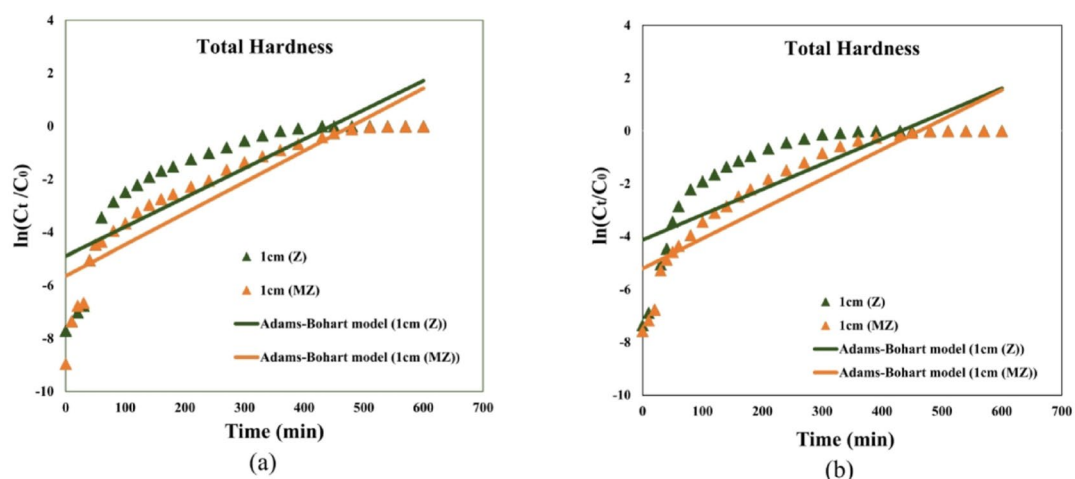 Total Hardness
4
2
0
-2
-4
-6
-8
-10
ln(Ct /C0)
1cm (Z)
1cm (MZ)
Adams-Bohart model (1cm (Z))
Adams-Bohart model (1cm (MZ))
0 100 200 300 400 500 600 700
Time (min)
(a)
Total Hardness
4
2
0
-2
-4
-6
-8
-10
ln(Ct/C0)
1cm (Z)
1cm (MZ)
Adams-Bohart model (1cm (Z))
Adams-Bohart model (1cm (MZ))
0 100 200 300 400 500 600 700
Time (min)
(b)